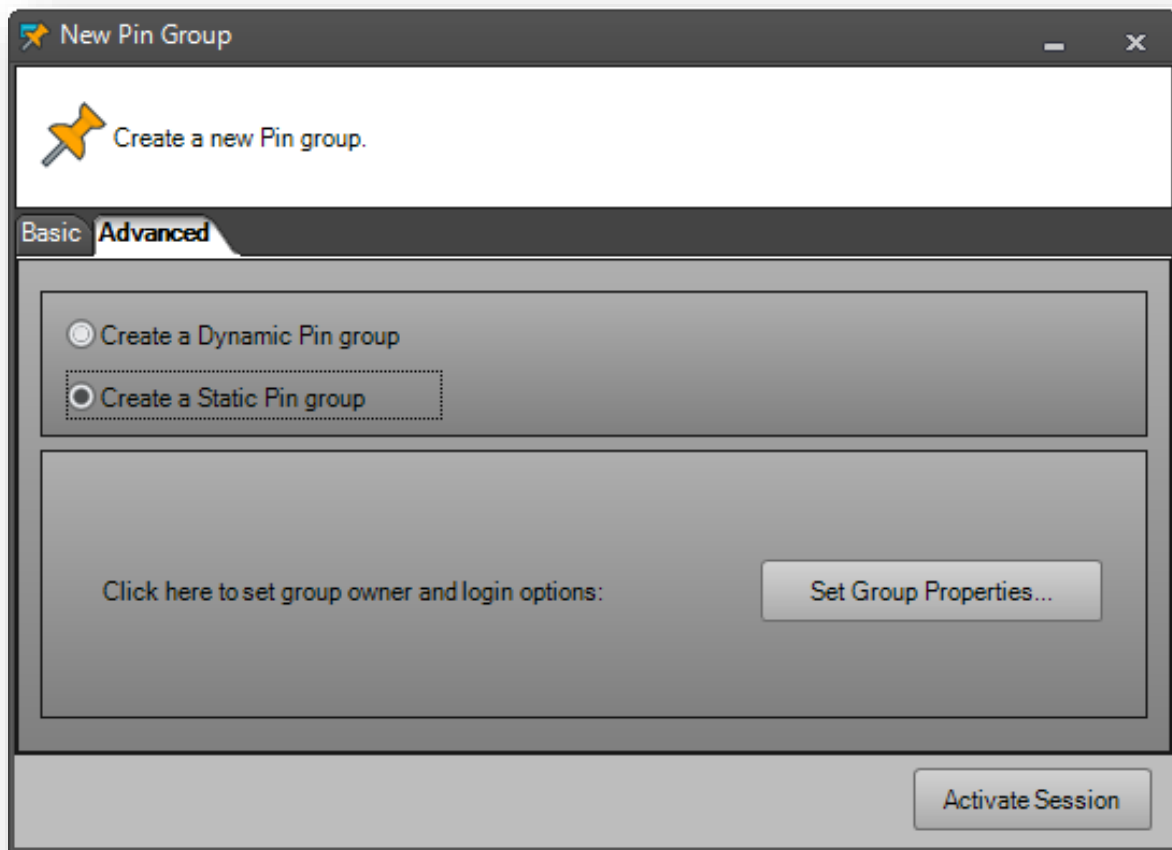 New Pin Group
Create a new Pin group.
Basic Advanced
Create a Dynamic Pin group
Create a Static Pin group
Click here to set group owner and login options: Set Group Properties...
Activate Session